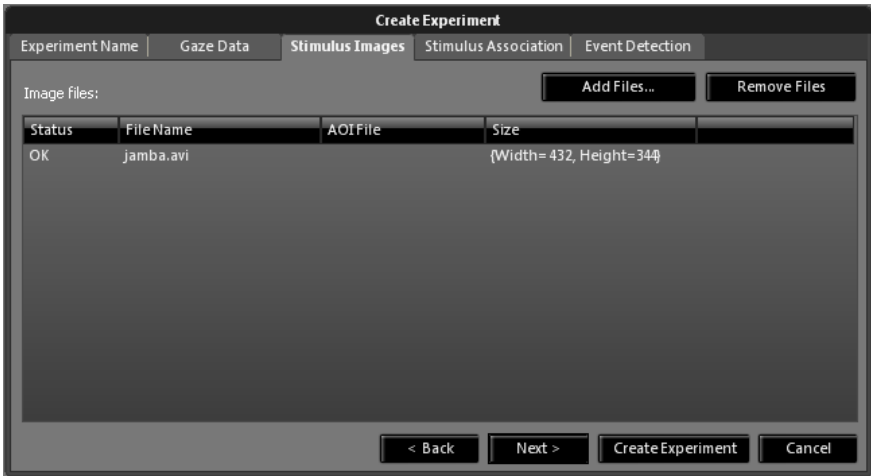 Create Experiment
Experiment Name Gaze Data Stimulus Images Stimulus Association Event Detection
Image files: Add Files... Remove Files
Status File Name AOI File Size
OK jamba.avi {Width=432, Height=344}
< Back Next > Create Experiment Cancel